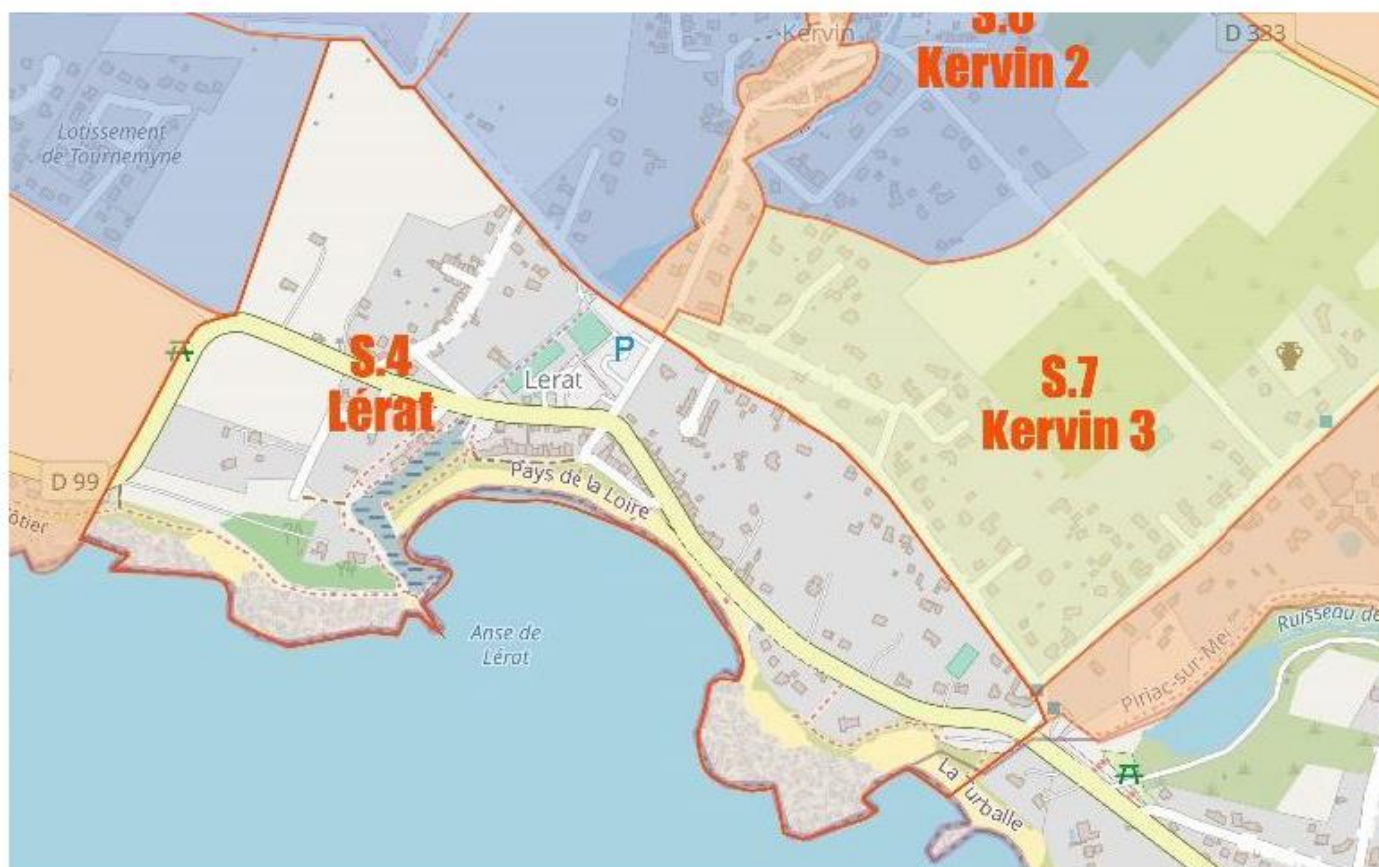 S.6
Kervin 2
Kervin
D 333
Lotissement
de Tournemyne
S.4
Lérat
P
Lerat
S.7
Kervin 3
D 99
ôtier
Pays de la Loire
Anse de
Lérat
Ruisseau de
Piriac-sur-Mer
La Turballe